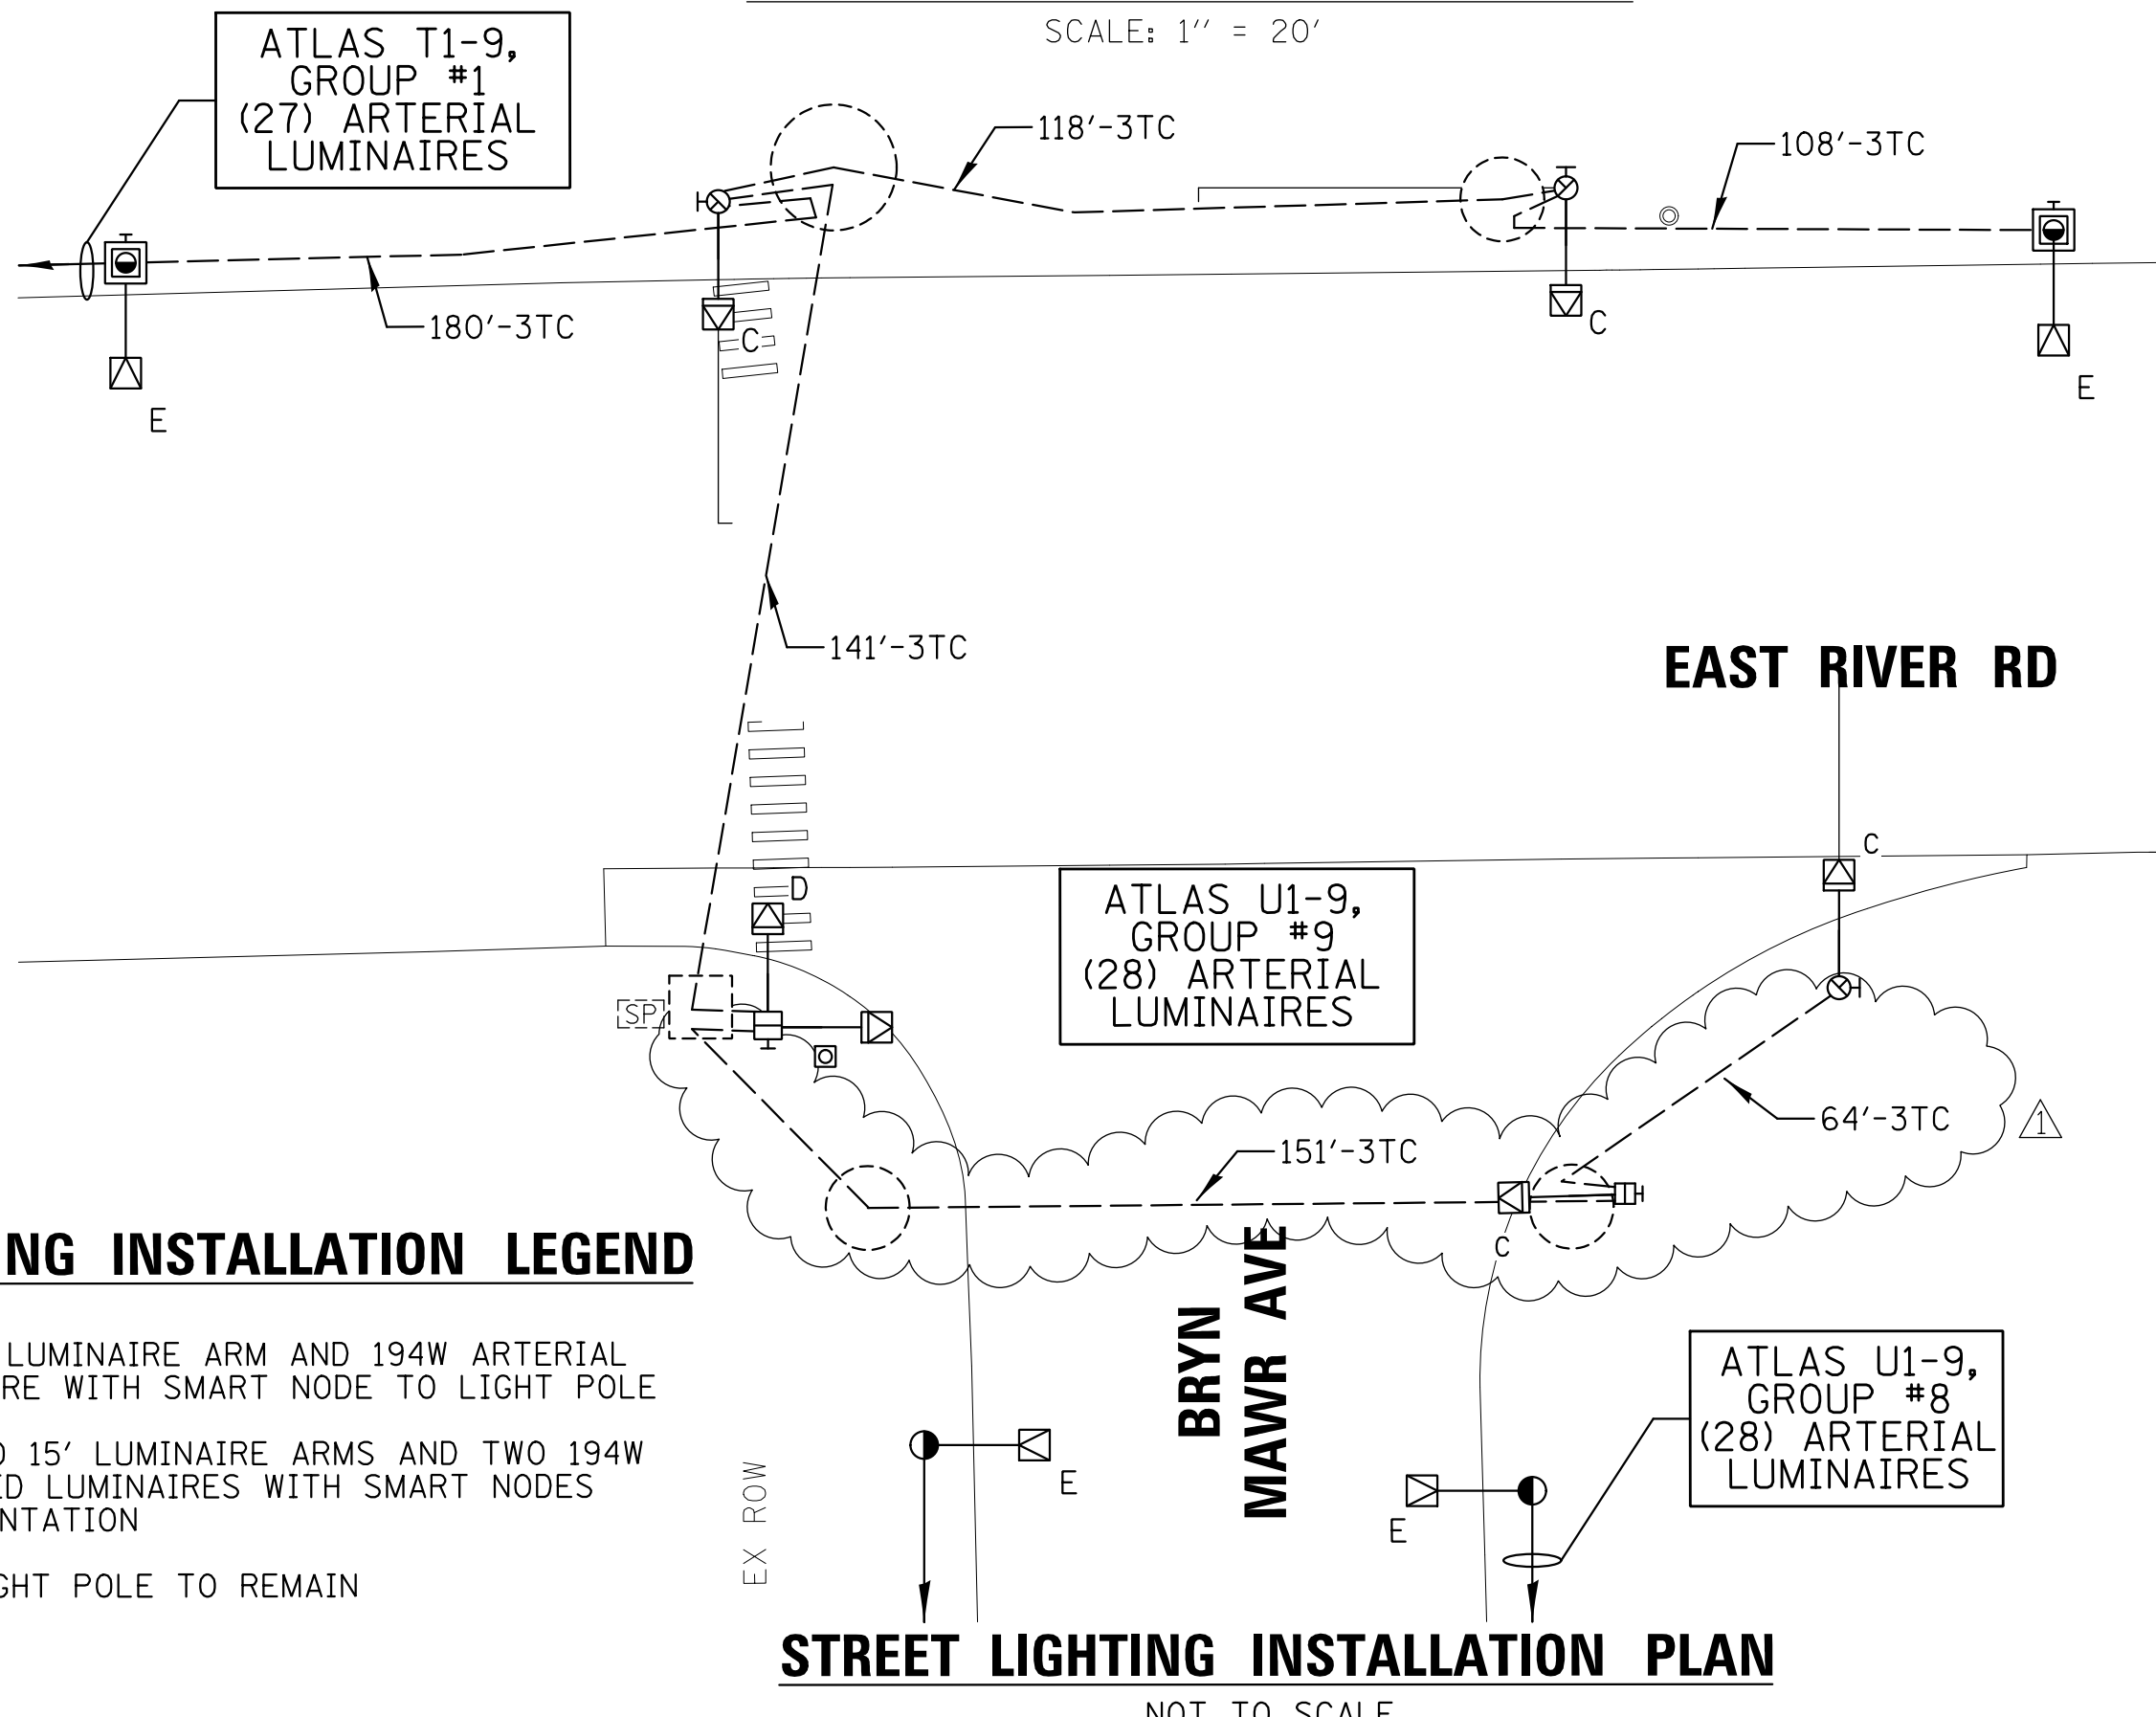 SCALE: 1" = 20'
ATLAS T1-9,
GROUP #1
(27) ARTERIAL
LUMINAIRES
118'-3TC
108'-3TC
180'-3TC
C
C
E
E
141'-3TC
EAST RIVER RD
C
D
ATLAS U1-9,
GROUP #9
(28) ARTERIAL
LUMINAIRES
SP
64'-3TC
1
151'-3TC
C
NG INSTALLATION LEGEND
LUMINAIRE ARM AND 194W ARTERIAL
RE WITH SMART NODE TO LIGHT POLE
15' LUMINAIRE ARMS AND TWO 194W
ED LUMINAIRES WITH SMART NODES
NTATION
GHT POLE TO REMAIN
EX ROW
BRYN
MAWR AVE
E
E
ATLAS U1-9,
GROUP #8
(28) ARTERIAL
LUMINAIRES
STREET LIGHTING INSTALLATION PLAN
NOT TO SCALE